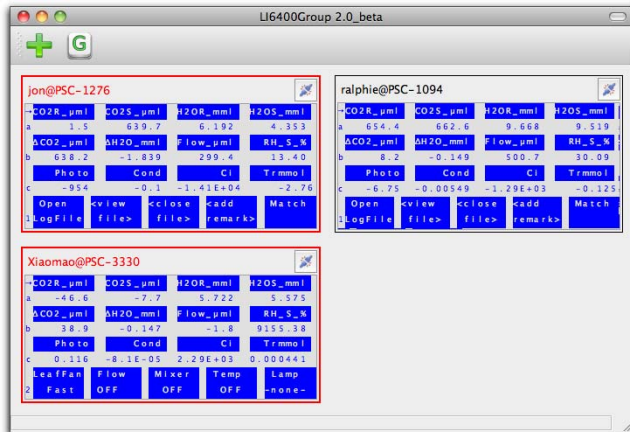 LI6400Group 2.0_beta
G
jon@PSC-1276
→CO2R_µml CO2S_µml H2OR_mml H2OS_mml
a 1.5 639.7 6.192 4.353
ΔCO2_µml ΔH2O_mml Flow_µml RH_S_%
b 638.2 -1.839 299.4 13.40
Photo Cond Ci Trmmol
c -954 -0.1 -1.41E+04 -2.76
Open <view <close <add Match
1 LogFile file> file> remark>
ralphie@PSC-1094
→CO2R_µml CO2S_µml H2OR_mml H2OS_mml
a 654.4 662.6 9.668 9.519
ΔCO2_µml ΔH2O_mml Flow_µml RH_S_%
b 8.2 -0.149 500.7 30.09
Photo Cond Ci Trmmol
c -6.75 -0.00549 -1.29E+03 -0.125
Open <view <close <add Match
1 LogFile file> file> remark>
Xiaomao@PSC-3330
→CO2R_µml CO2S_µml H2OR_mml H2OS_mml
a -46.6 -7.7 5.722 5.575
ΔCO2_µml ΔH2O_mml Flow_µml RH_S_%
b 38.9 -0.147 -1.8 9155.38
Photo Cond Ci Trmmol
c 0.116 -8.1E-05 2.29E+03 0.000441
LeafFan Flow Mixer Temp Lamp
2 Fast OFF OFF OFF -none-